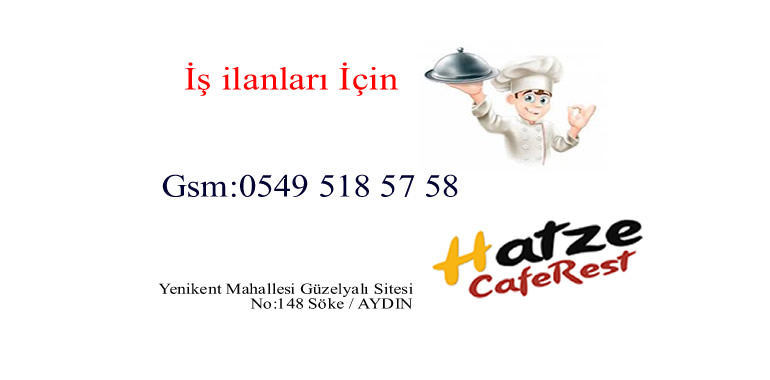 İş ilanları İçin
Gsm:0549 518 57 58
Hatze
CafeRest
Yenikent Mahallesi Güzelyalı Sitesi
No:148 Söke / AYDIN